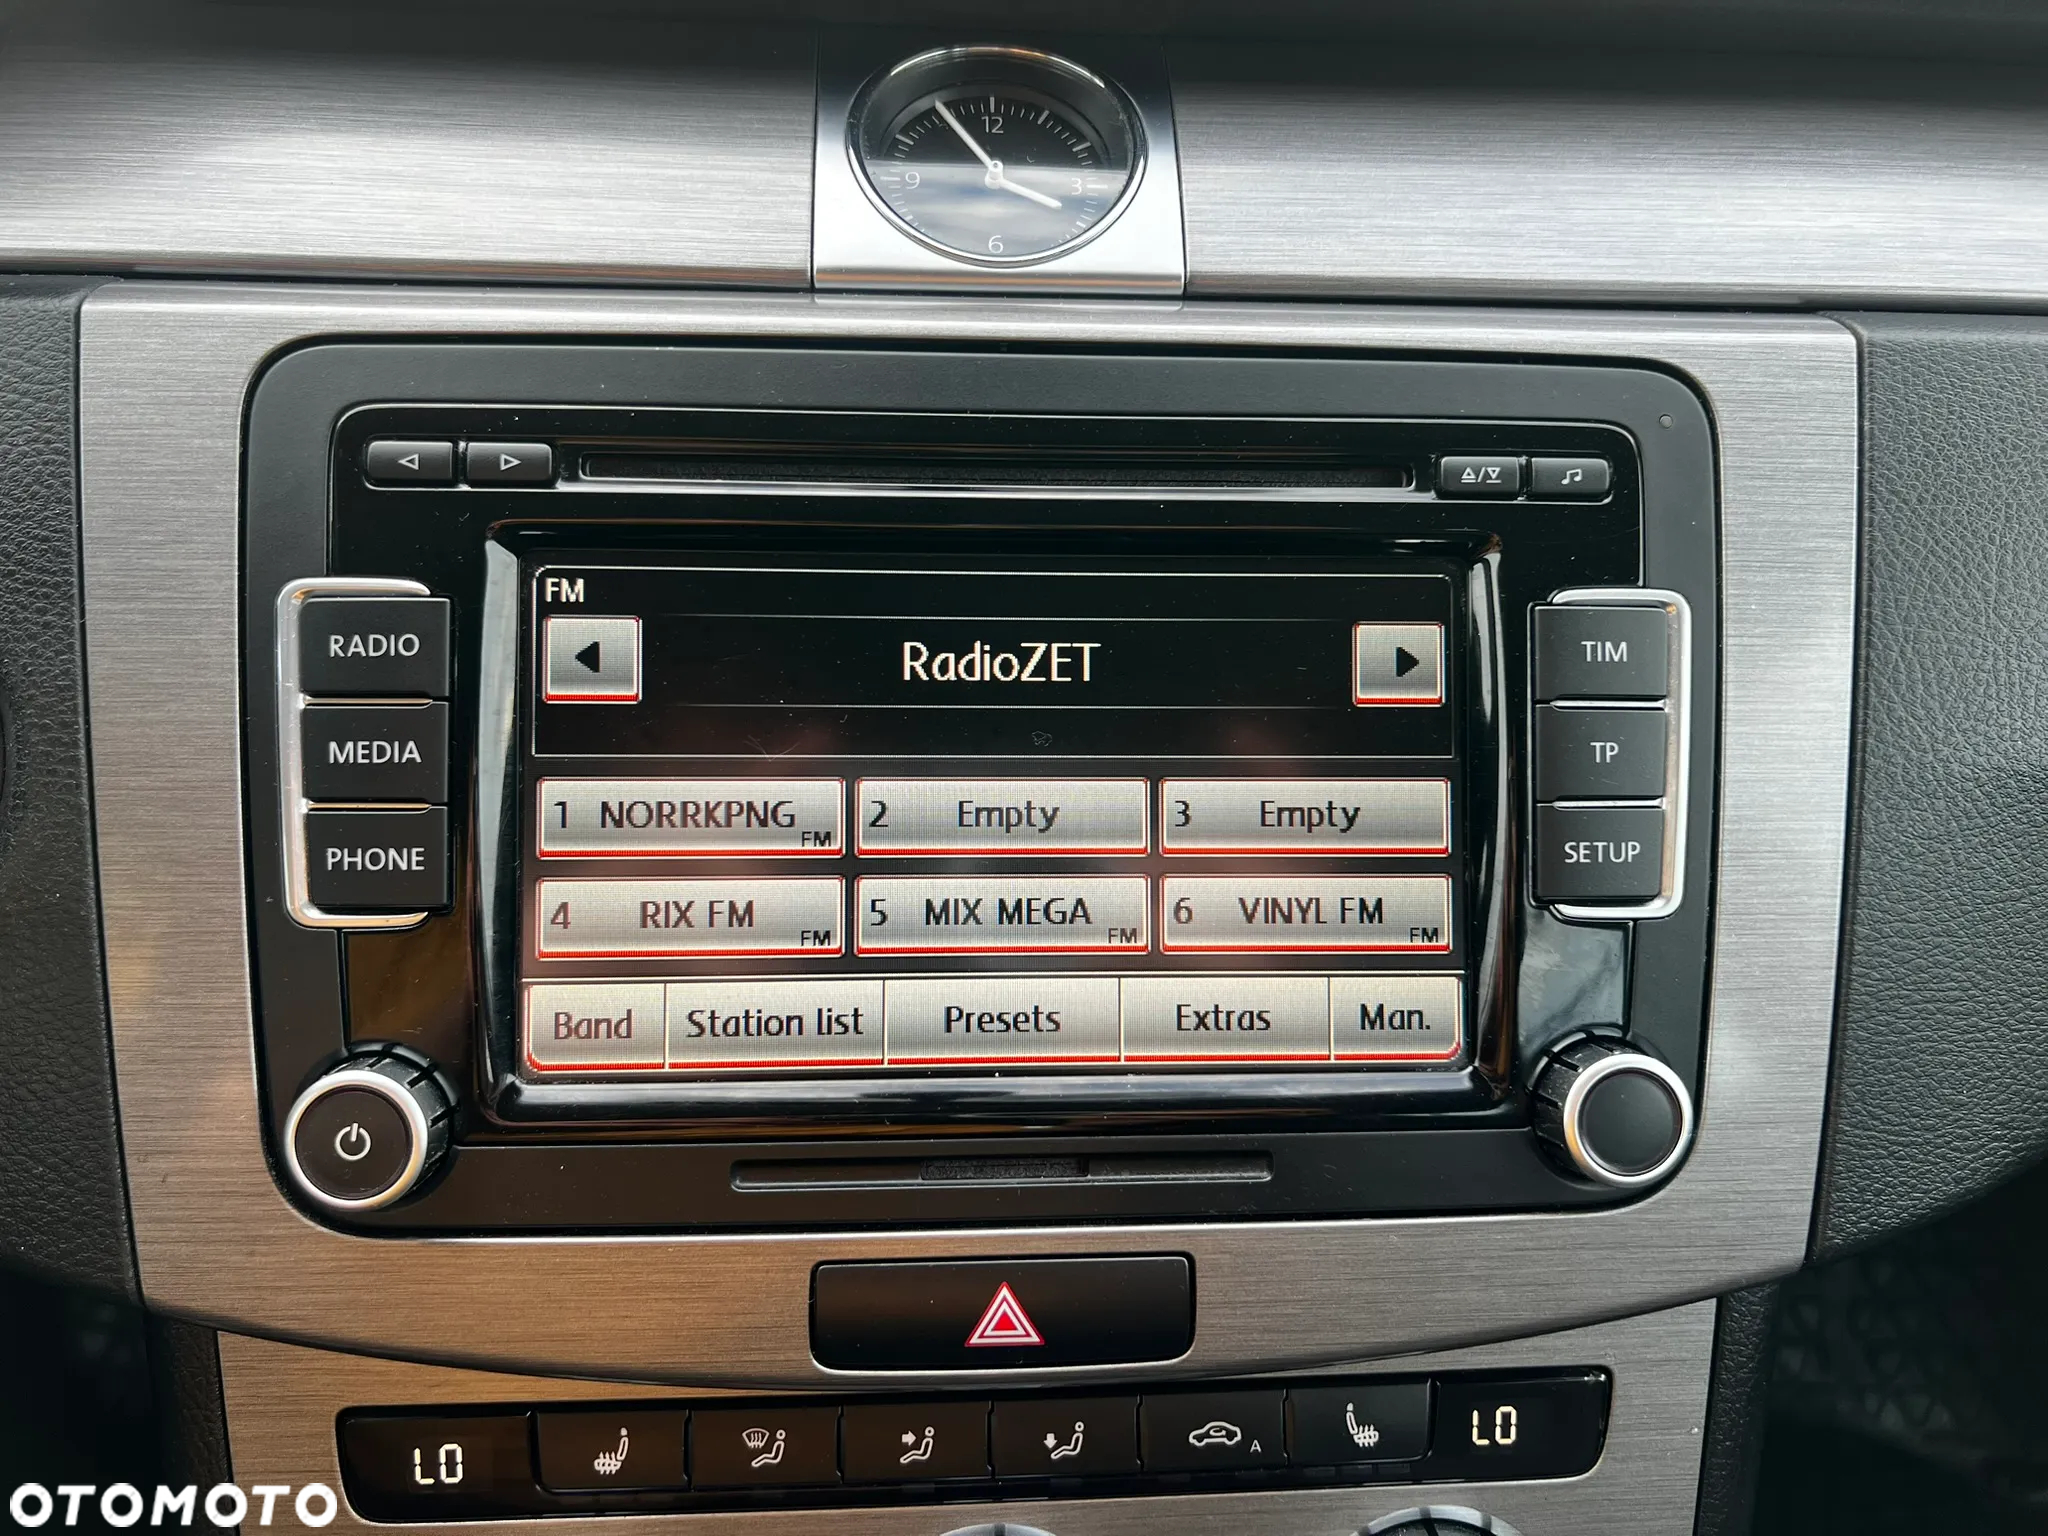 12
9
3
6
FM
RadioZET
RADIO
TIM
MEDIA
TP
PHONE
SETUP
1 NORRKPNG FM
2 Empty
3 Empty
4 RIX FM FM
5 MIX MEGA FM
6 VINYL FM FM
Band
Station list
Presets
Extras
Man.
LO
A
LO
OTOMOTO